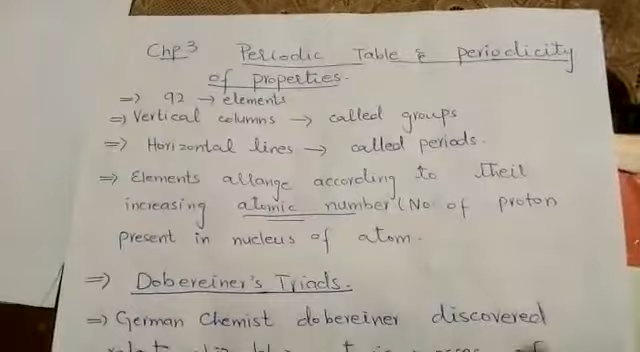 Chp 3 Periodic Table & periodicity
of properties.
=> 92 → elements
=> Vertical columns → called groups
=> Horizontal lines → called periods.
=> Elements arrange according to their
increasing atomic number (No of proton
present in nucleus of atom.
=> Dobereiner's Triads.
=> German Chemist dobereiner discovered